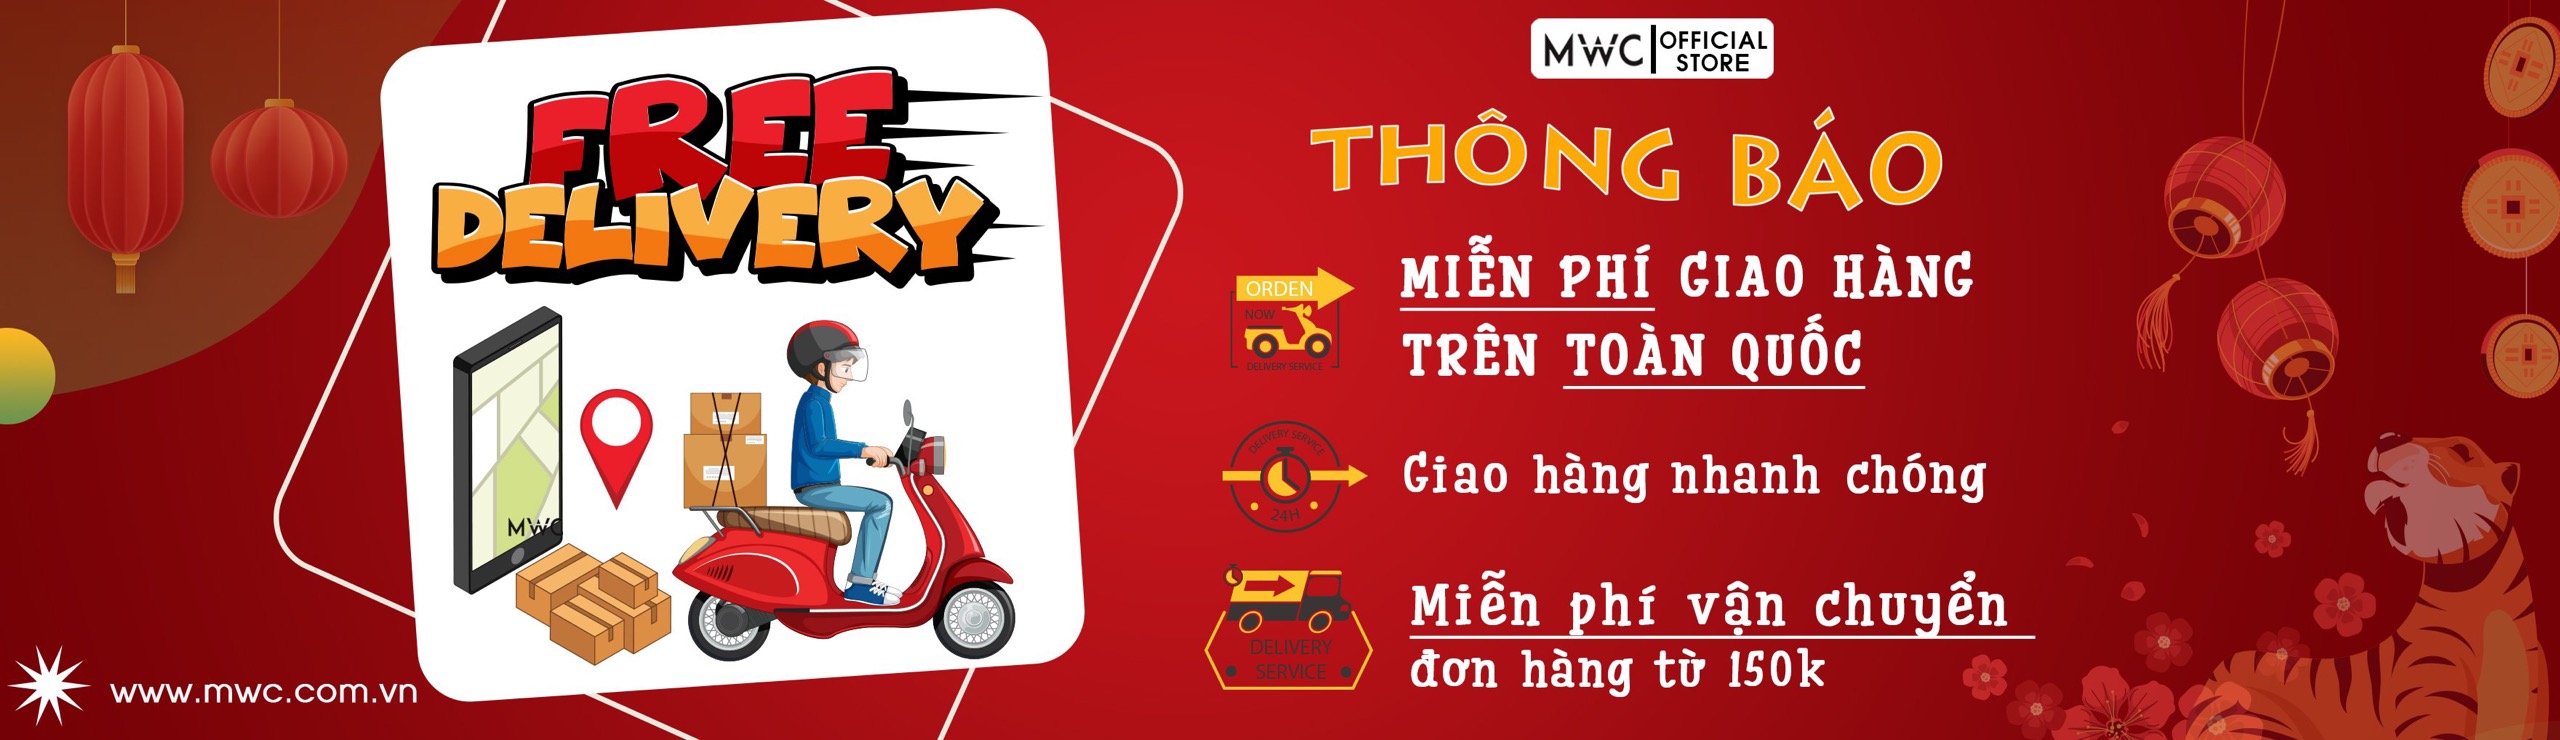 FREE
DELIVERY
MWC
www.mwc.com.vn
MWC OFFICIAL
STORE
THÔNG BÁO
ORDEN
NOW
DELIVERY SERVICE
MIỄN PHÍ GIAO HÀNG
TRÊN TOÀN QUỐC
DELIVERY SERVICE
24H
Giao hàng nhanh chóng
DELIVERY
SERVICE
Miễn phí vận chuyển
đơn hàng từ 150k